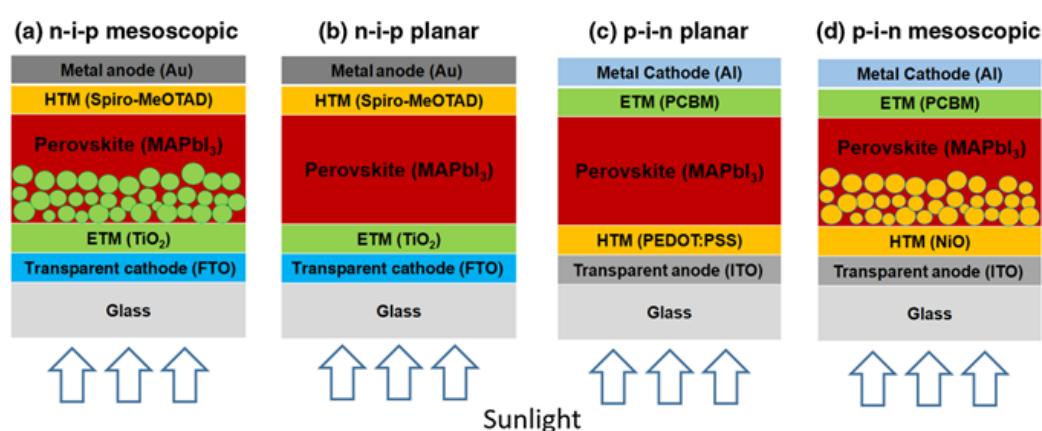 (a) n-i-p mesoscopic
Metal anode (Au)
HTM (Spiro-MeOTAD)
Perovskite (MAPbI₃)
ETM (TiO₂)
Transparent cathode (FTO)
Glass
(b) n-i-p planar
Metal anode (Au)
HTM (Spiro-MeOTAD)
Perovskite (MAPbI₃)
ETM (TiO₂)
Transparent cathode (FTO)
Glass
(c) p-i-n planar
Metal Cathode (Al)
ETM (PCBM)
Perovskite (MAPbI₃)
HTM (PEDOT:PSS)
Transparent anode (ITO)
Glass
(d) p-i-n mesoscopic
Metal Cathode (Al)
ETM (PCBM)
Perovskite (MAPbI₃)
HTM (NiO)
Transparent anode (ITO)
Glass
Sunlight